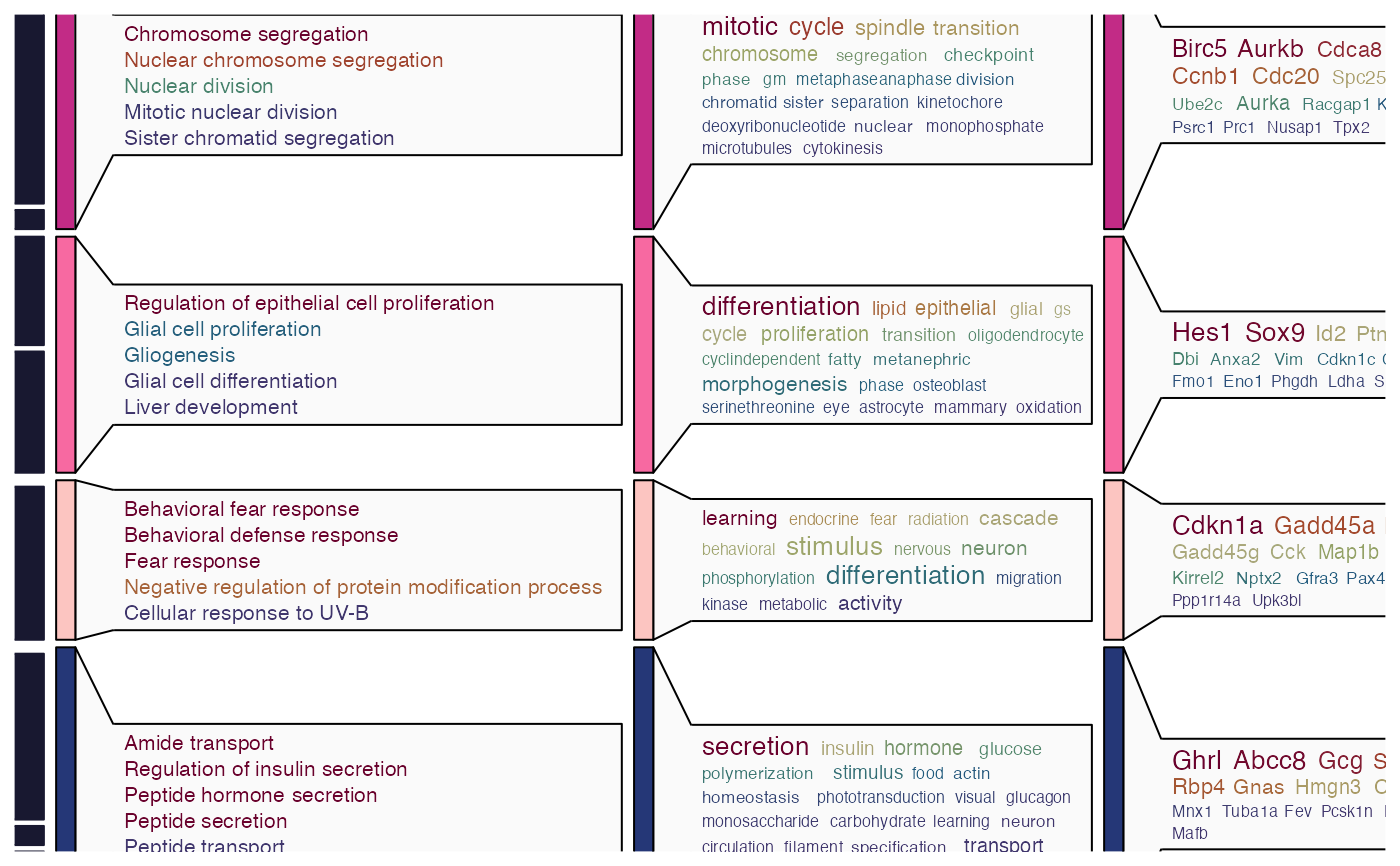 Chromosome segregation
Nuclear chromosome segregation
Nuclear division
Mitotic nuclear division
Sister chromatid segregation
mitotic cycle spindle transition
chromosome segregation checkpoint
phase gm metaphaseanaphase division
chromatid sister separation kinetochore
deoxyribonucleotide nuclear monophosphate
microtubules cytokinesis
Birc5 Aurkb Cdca8
Ccnb1 Cdc20 Spc25
Ube2c Aurka Racgap1
Psrc1 Prc1 Nusap1 Tpx2
Regulation of epithelial cell proliferation
Glial cell proliferation
Gliogenesis
Glial cell differentiation
Liver development
differentiation lipid epithelial glial gs
cycle proliferation transition oligodendrocyte
cyclindependent fatty metanephric
morphogenesis phase osteoblast
serinethreonine eye astrocyte mammary oxidation
Hes1 Sox9 Id2 Ptn
Dbi Anxa2 Vim Cdkn1c
Fmo1 Eno1 Phgdh Ldha S
Behavioral fear response
Behavioral defense response
Fear response
Negative regulation of protein modification process
Cellular response to UV-B
learning endocrine fear radiation cascade
behavioral stimulus nervous neuron
phosphorylation differentiation migration
kinase metabolic activity
Cdkn1a Gadd45a
Gadd45g Cck Map1b
Kirrel2 Nptx2 Gfra3 Pax4
Ppp1r14a Upk3bl
Amide transport
Regulation of insulin secretion
Peptide hormone secretion
Peptide secretion
Peptide transport
secretion insulin hormone glucose
polymerization stimulus food actin
homeostasis phototransduction visual glucagon
monosaccharide carbohydrate learning neuron
circulation filament specification transport
Ghrl Abcc8 Gcg S
Rbp4 Gnas Hmgn3
Mnx1 Tuba1a Fev Pcsk1n
Mafb